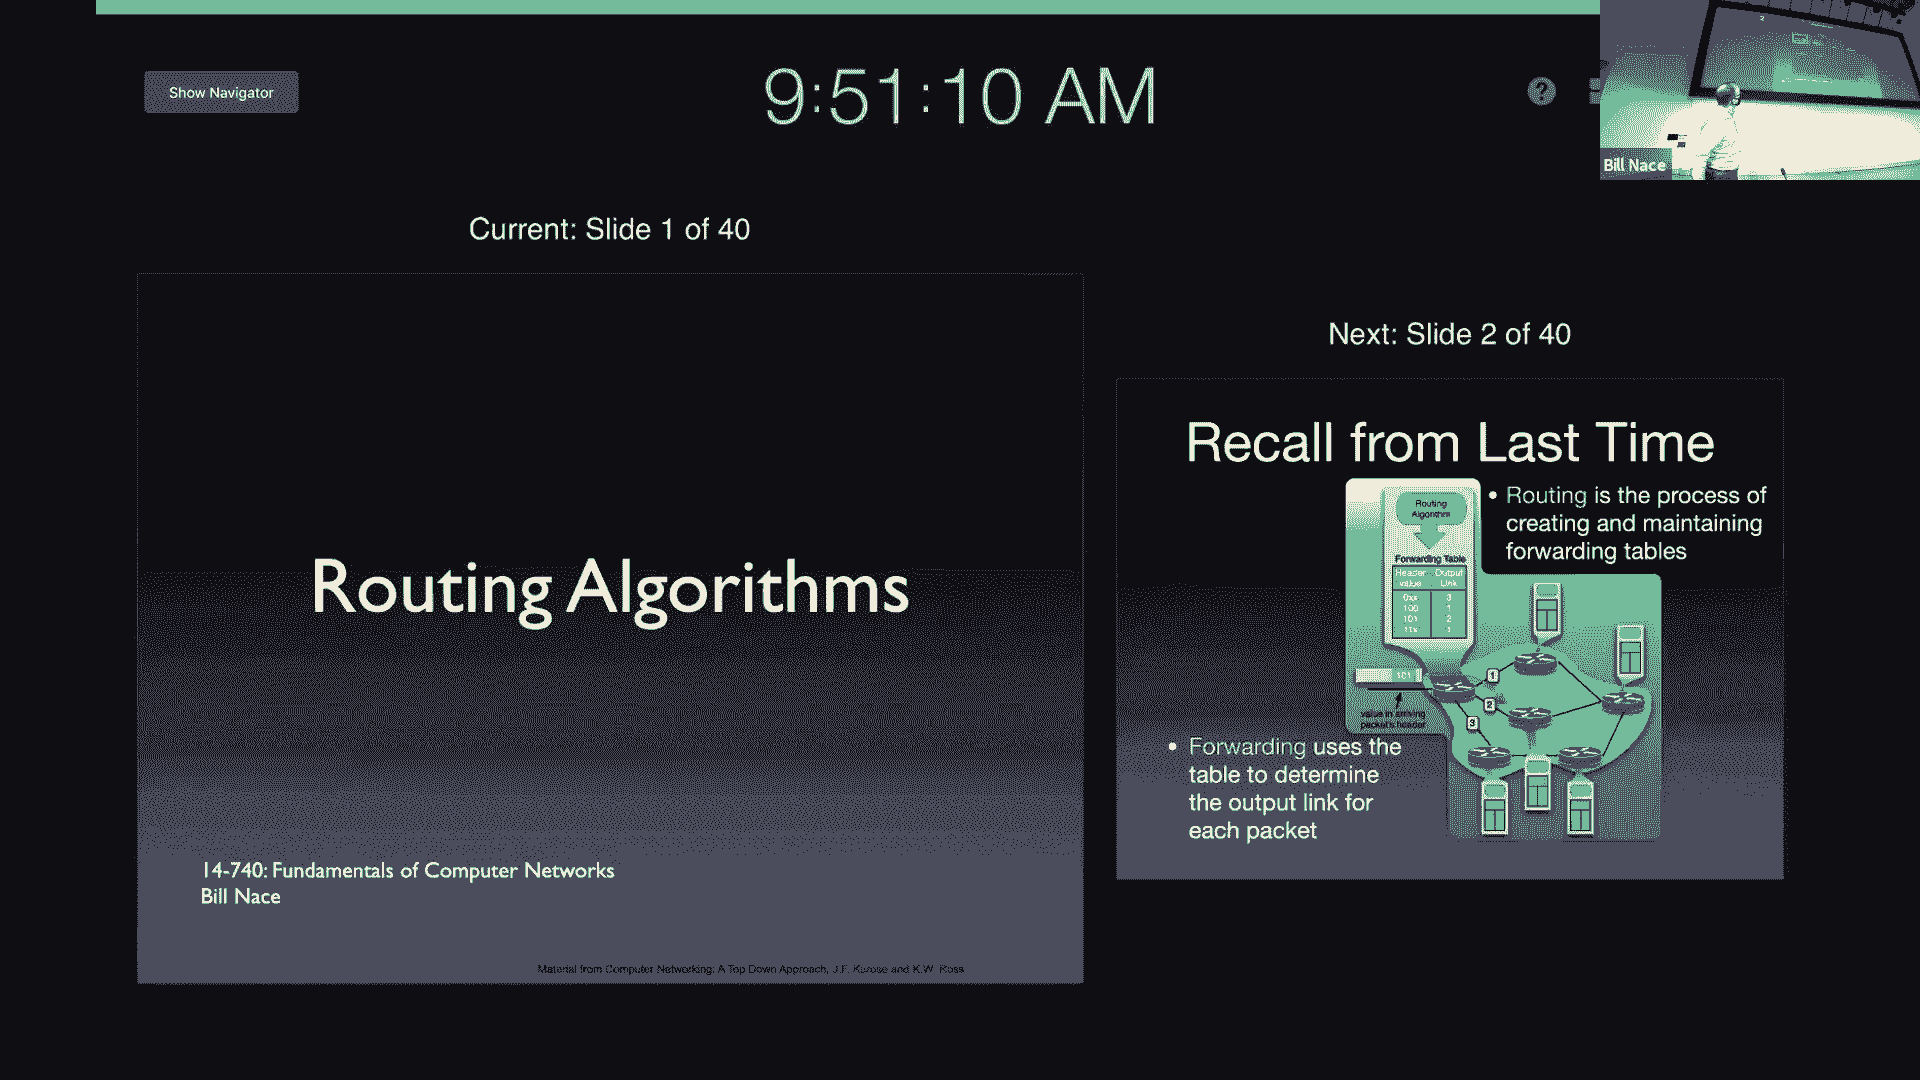 Show Navigator
9:51:10 AM
?
Bill Nace
Current: Slide 1 of 40
Routing Algorithms
14-740: Fundamentals of Computer Networks
Bill Nace
Material from Computer Networking: A Top Down Approach, J.F. Kurose and K.W. Ross
Next: Slide 2 of 40
Recall from Last Time
• Routing is the process of
creating and maintaining
forwarding tables
Routing
Algorithm
Forwarding Table
Header Output
value Link
0xx 3
100 1
101 2
11x 1
101
1
2
3
value in arriving
packet's header
• Forwarding uses the
table to determine
the output link for
each packet